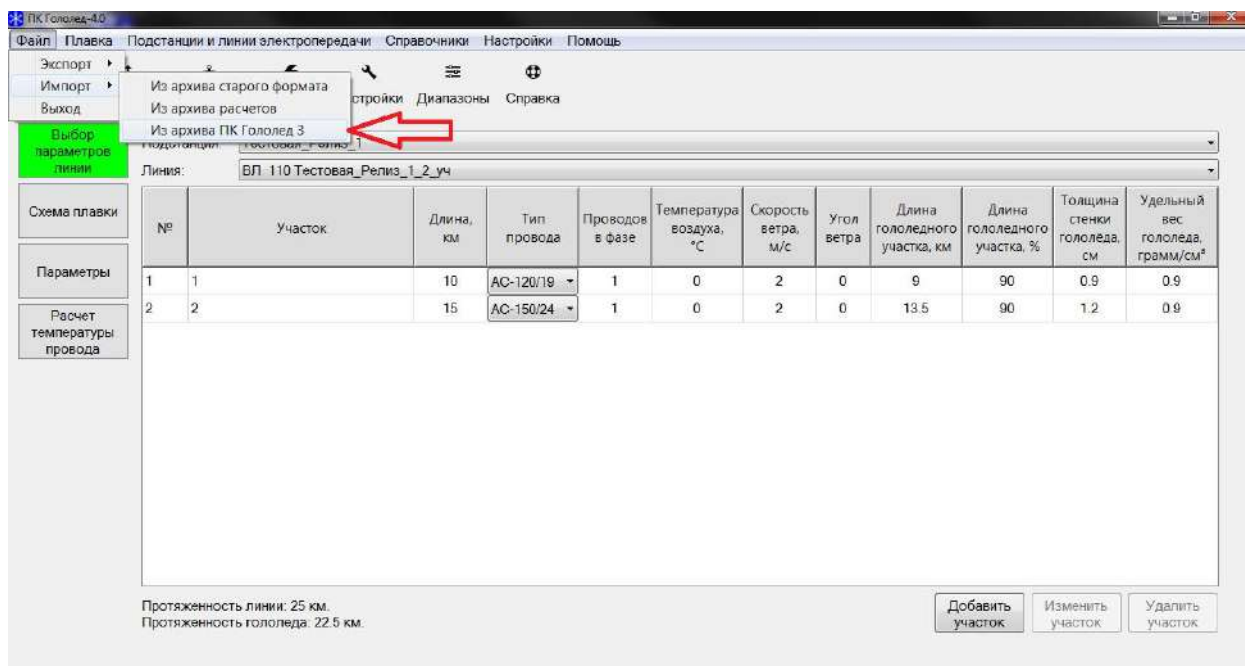 ПК Гололед-4.0
Файл Плавка Подстанции и линии электропередачи Справочники Настройки Помощь
Экспорт
Импорт
Выход
Из архива старого формата
Из архива расчетов
Из архива ПК Гололед 3
Диапазоны Справка
Выбор
параметров
линии
Схема плавки
Параметры
Расчет
температуры
провода
Линия: ВЛ 110 Тестовая_Релиз_1_2_уч
№ Участок Длина, км Тип провода Проводов в фазе Температура воздуха, °C Скорость ветра, м/с Угол ветра Длина гололедного участка, км Длина гололедного участка, % Толщина стенки гололеда, см Удельный вес гололеда, грамм/см³
1 1 10 АС-120/19 1 0 2 0 9 90 0.9 0.9
2 2 15 АС-150/24 1 0 2 0 13.5 90 1.2 0.9
Протяженность линии: 25 км.
Протяженность гололеда: 22.5 км.
Добавить участок
Изменить участок
Удалить участок